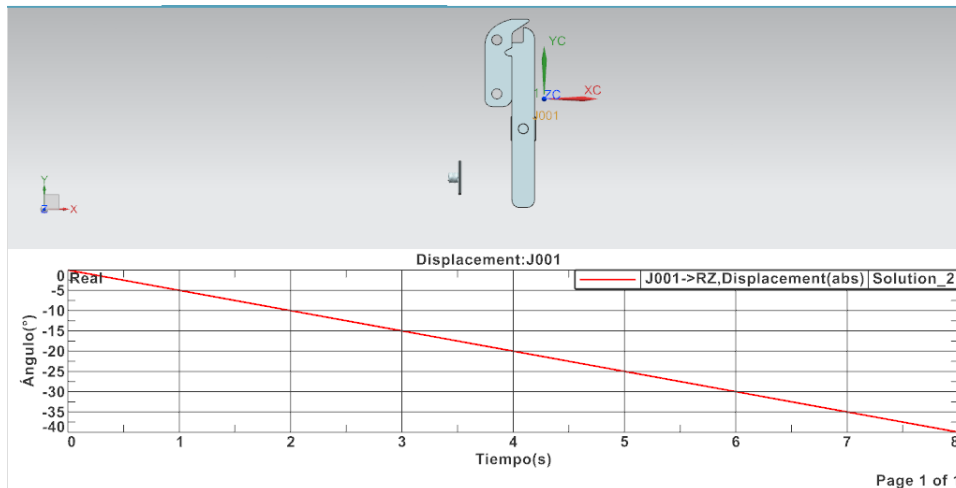 YC
1 ZC XC
J001
Y
Z X
Displacement:J001
Real
J001->RZ,Displacement(abs) Solution_2
Ángulo(°)
0
-5
-10
-15
-20
-25
-30
-35
-40
0 1 2 3 4 5 6 7 8
Tiempo(s)
Page 1 of 1